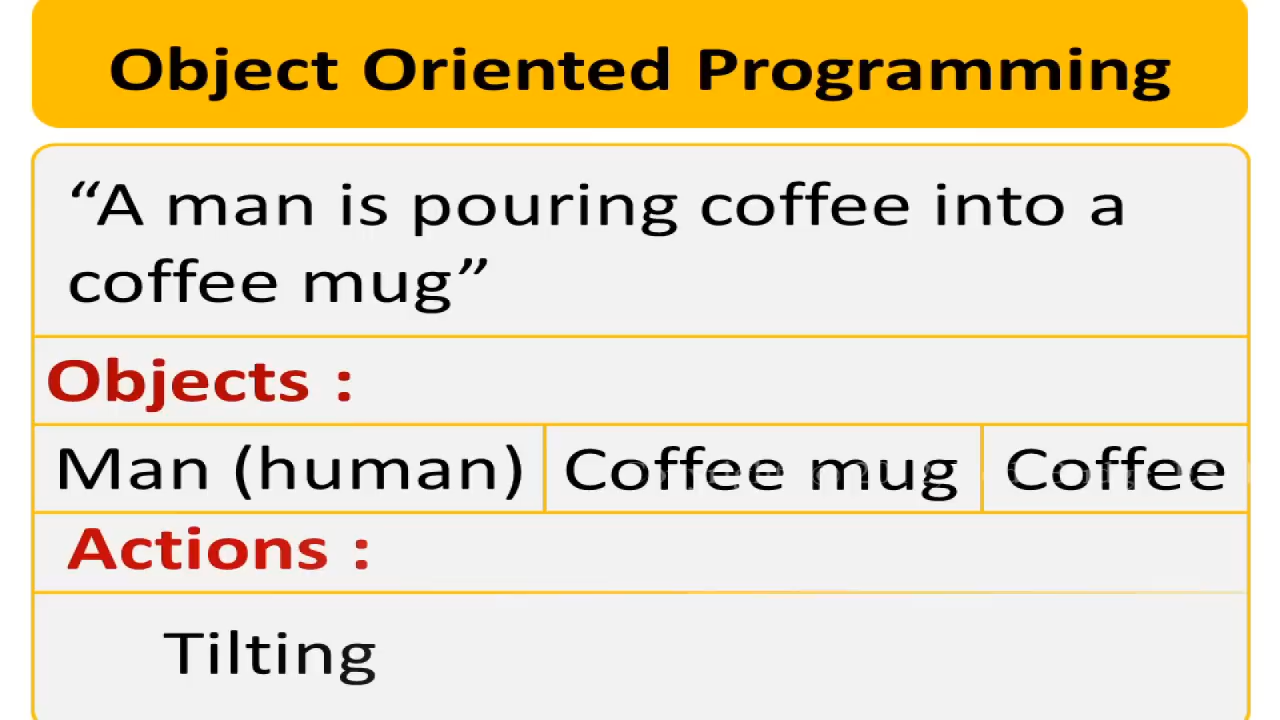 Object Oriented Programming
“A man is pouring coffee into a
coffee mug”
Objects :
Man (human) Coffee mug Coffee
Actions :
Tilting